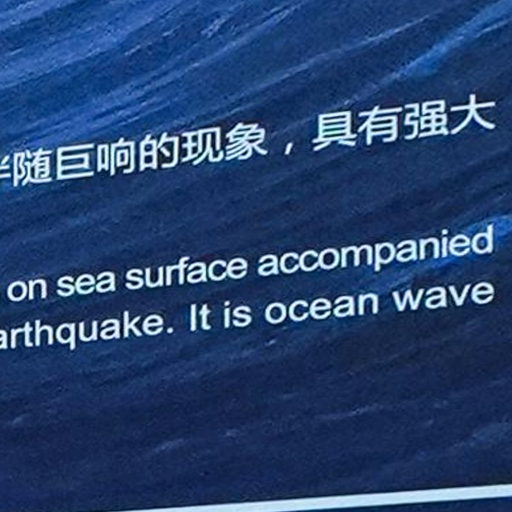 伴随巨响的现象，具有强大
on sea surface accompanied
arthquake. It is ocean wave